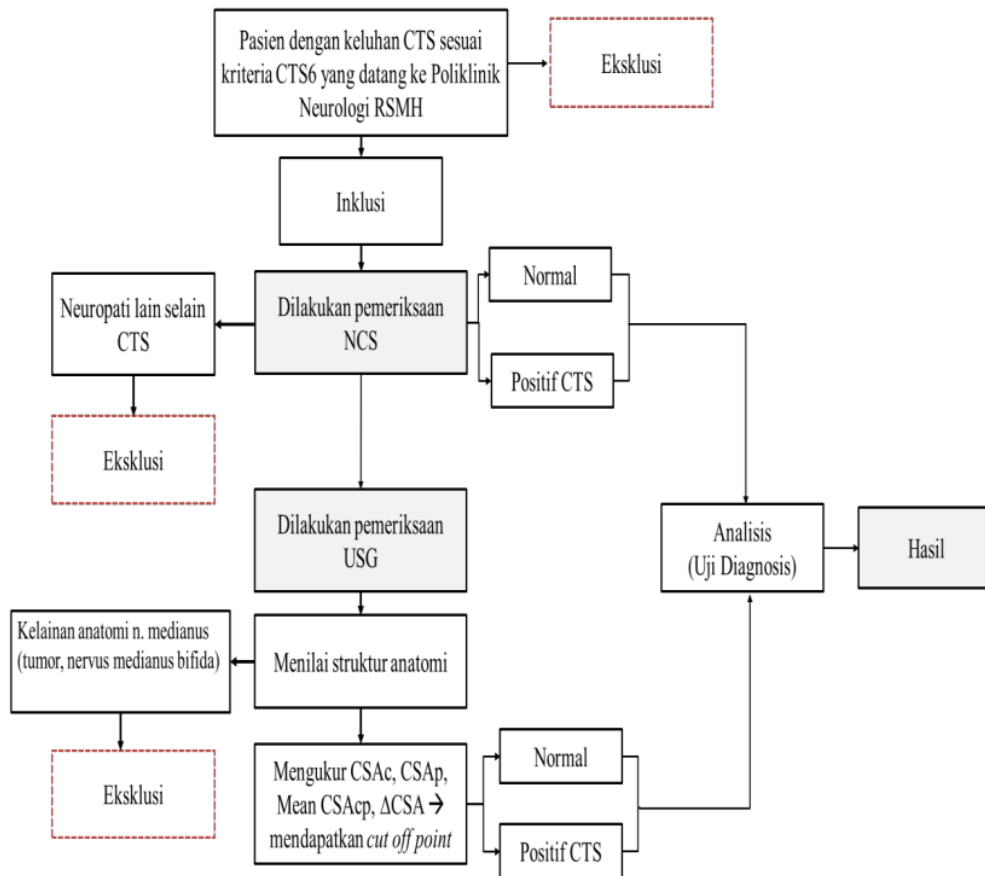 Pasien dengan keluhan CTS sesuai
kriteria CTS6 yang datang ke Poliklinik
Neurologi RSMH
Eksklusi
Inklusi
Neuropati lain selain
CTS
Dilakukan pemeriksaan
NCS
Normal
Positif CTS
Eksklusi
Dilakukan pemeriksaan
USG
Analisis
(Uji Diagnosis)
Hasil
Kelainan anatomi n. medianus
(tumor, nervus medianus bifida)
Menilai struktur anatomi
Eksklusi
Mengukur CSAc, CSAp,
Mean CSAcp, ΔCSA →
mendapatkan cut off point
Normal
Positif CTS